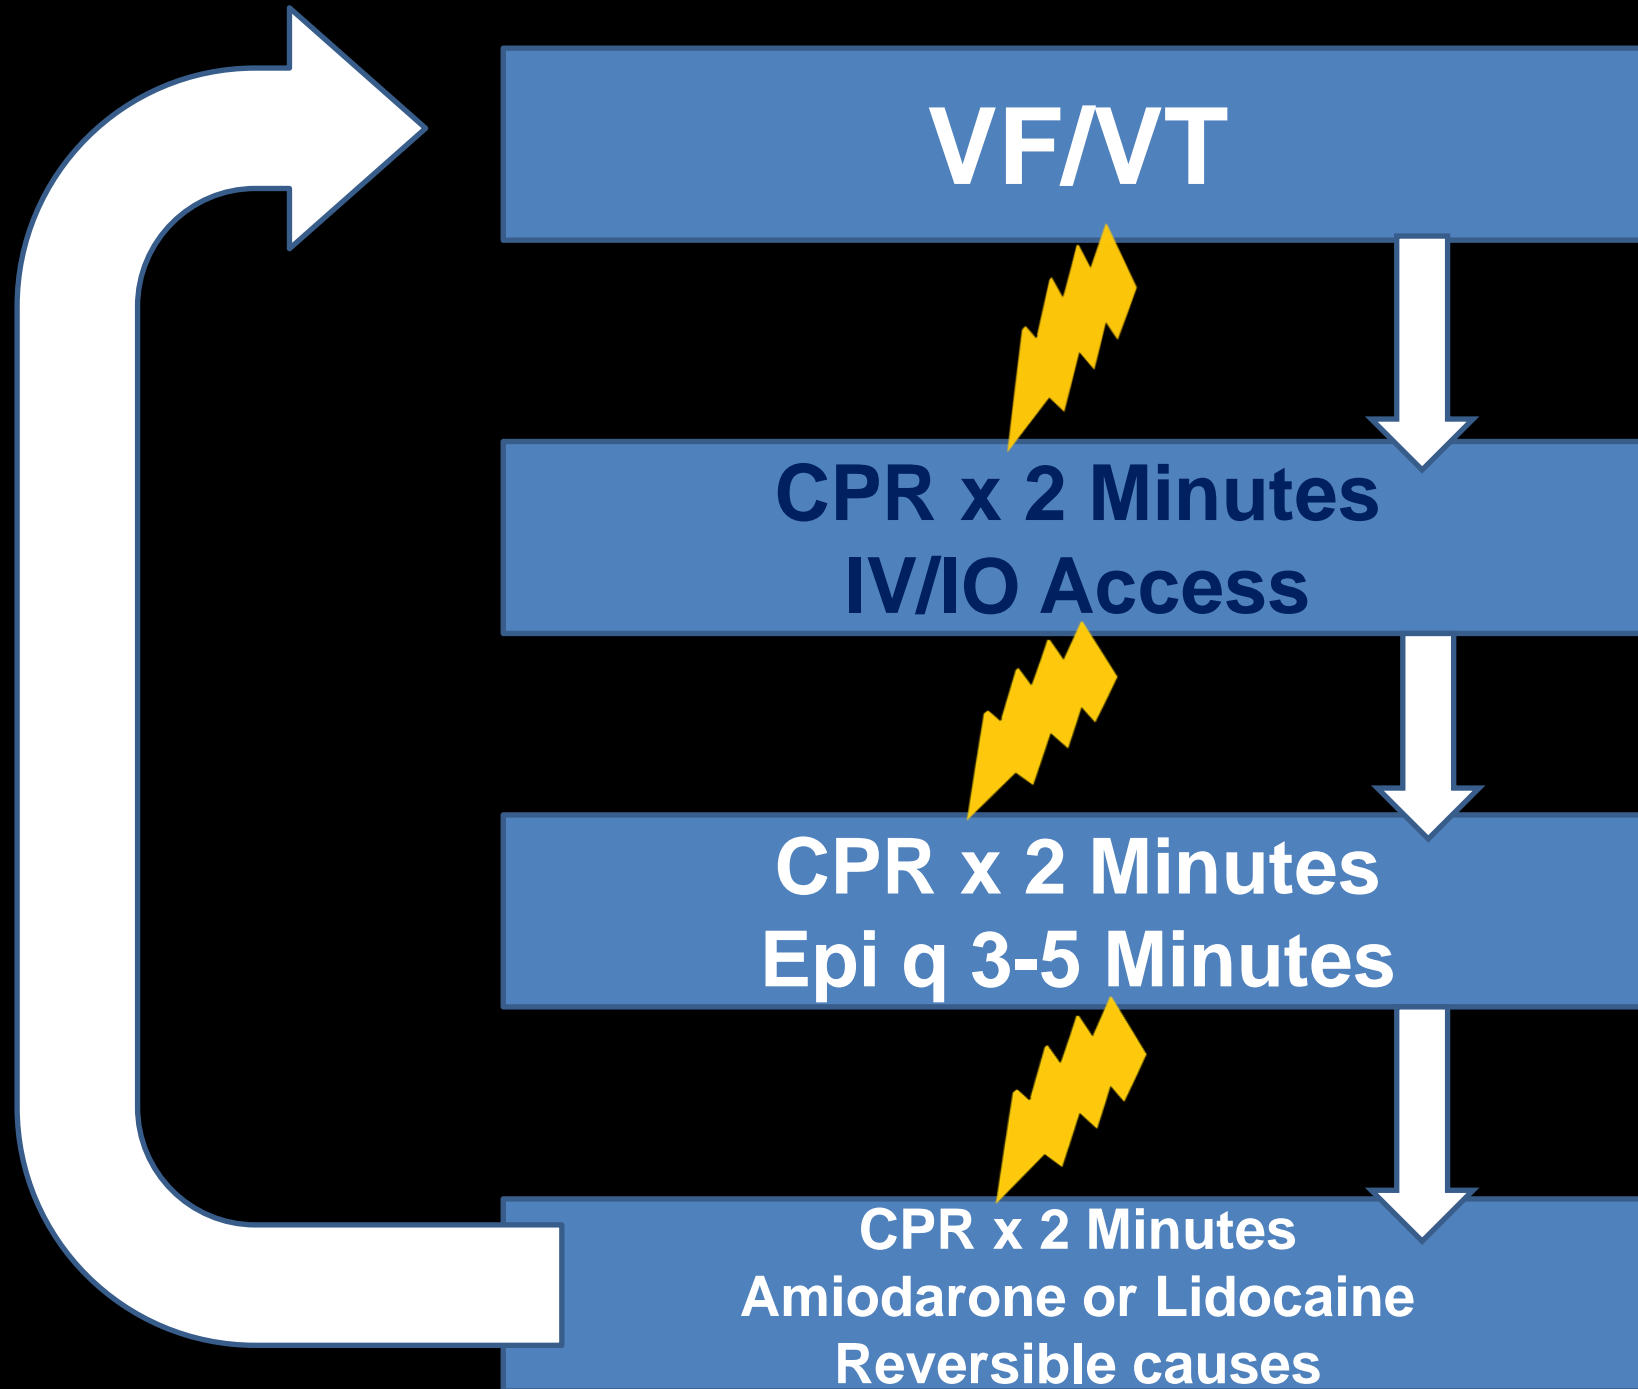 VF/VT
CPR x 2 Minutes
IV/IO Access
CPR x 2 Minutes
Epi q 3-5 Minutes
CPR x 2 Minutes
Amiodarone or Lidocaine
Reversible causes